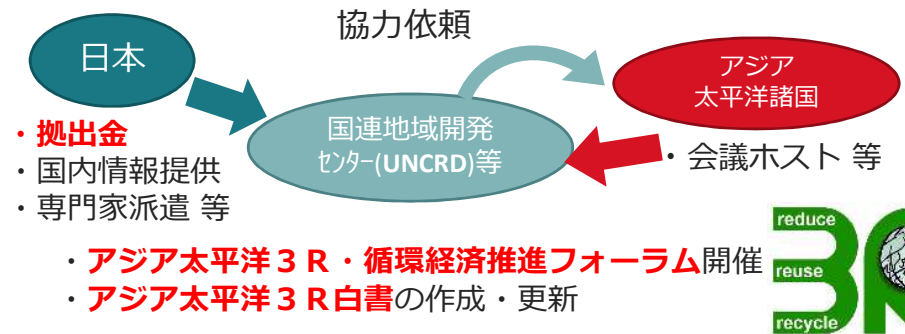 協力依頼
日本
アジア
太平洋諸国
国連地域開発
ｾﾝﾀｰ(UNCRD)等
・拠出金
・国内情報提供
・専門家派遣 等
・会議ホスト 等
・アジア太平洋３Ｒ・循環経済推進フォーラム開催
・アジア太平洋３Ｒ白書の作成・更新
reduce
reuse
recycle
3R